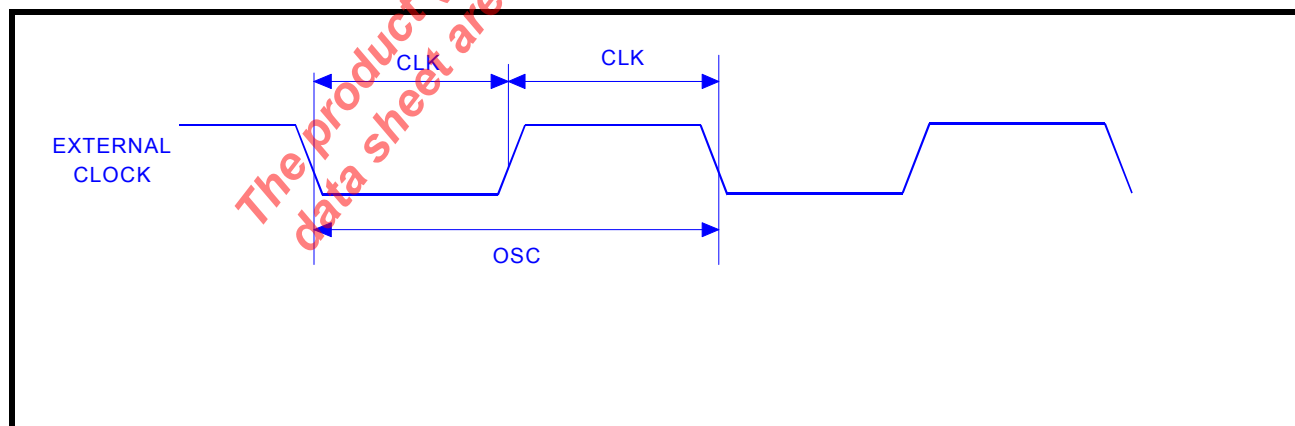 CLK
CLK
EXTERNAL
CLOCK
OSC
The product
data sheet are